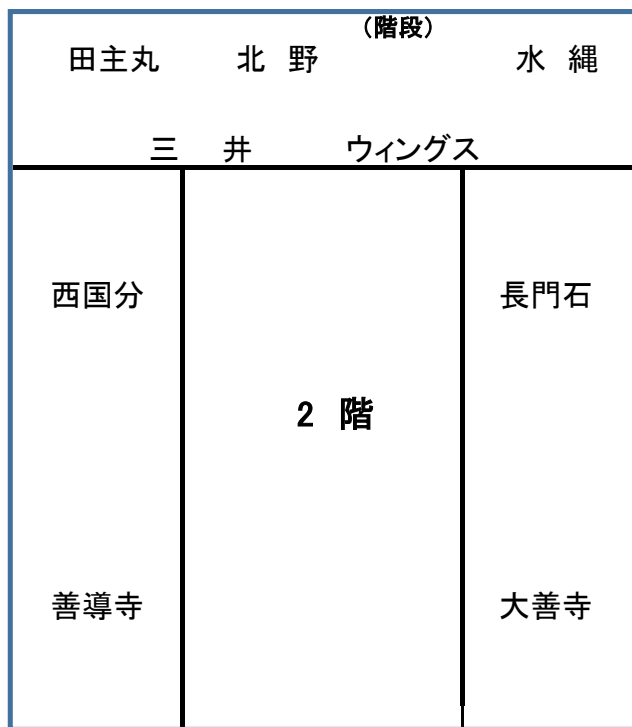 (階段)
田主丸 北 野 水 縄
三 井 ウィングス
西国分 長門石
2 階
善導寺 大善寺